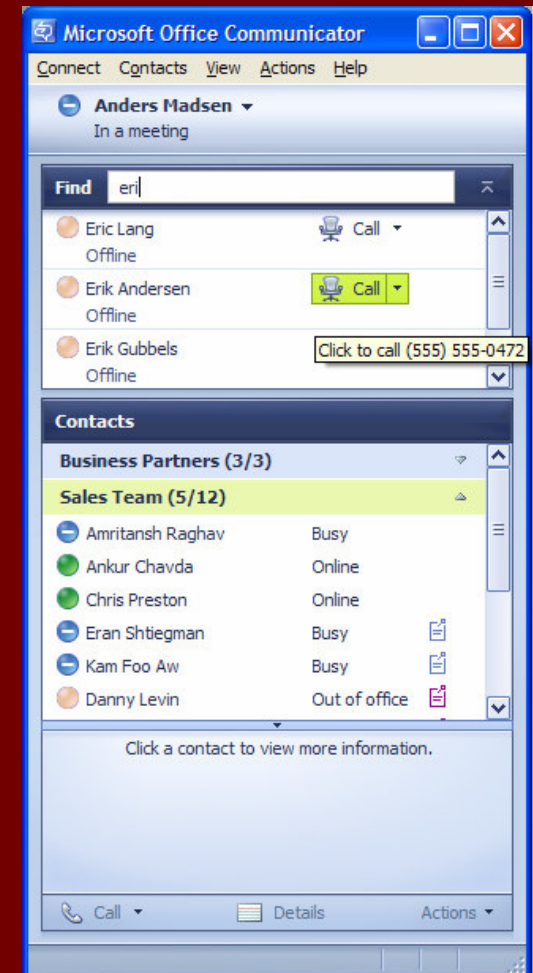 Microsoft Office Communicator
Connect Contacts View Actions Help
Anders Madsen
In a meeting
Find eri
Eric Lang Call
Offline
Erik Andersen Call
Offline
Erik Gubbels
Click to call (555) 555-0472
Offline
Contacts
Business Partners (3/3)
Sales Team (5/12)
Amritansh Raghav Busy
Ankur Chavda Online
Chris Preston Online
Eran Shtiegman Busy
Kam Foo Aw Busy
Danny Levin Out of office
Click a contact to view more information.
Call Details Actions